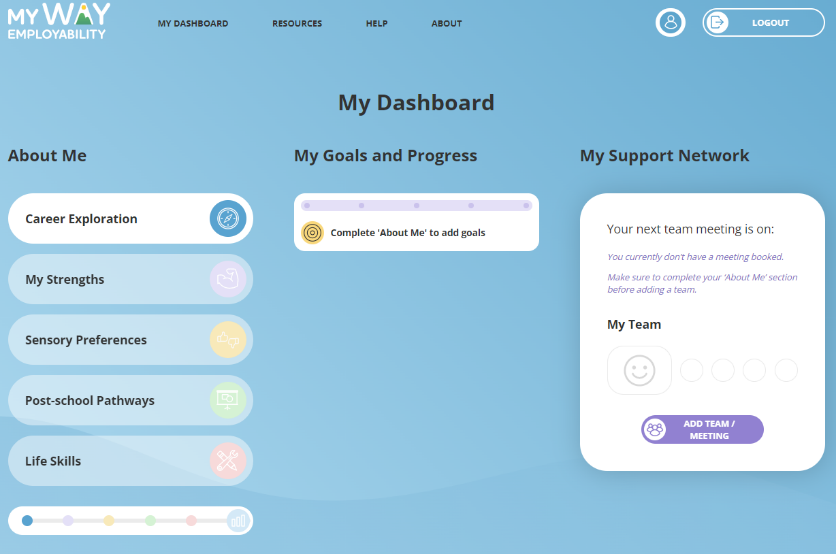 MY WAY
EMPLOYABILITY
MY DASHBOARD
RESOURCES
HELP
ABOUT
LOGOUT
My Dashboard
About Me
Career Exploration
My Strengths
Sensory Preferences
Post-school Pathways
Life Skills
My Goals and Progress
Complete 'About Me' to add goals
My Support Network
Your next team meeting is on:
You currently don't have a meeting booked.
Make sure to complete your 'About Me' section
before adding a team.
My Team
ADD TEAM /
MEETING